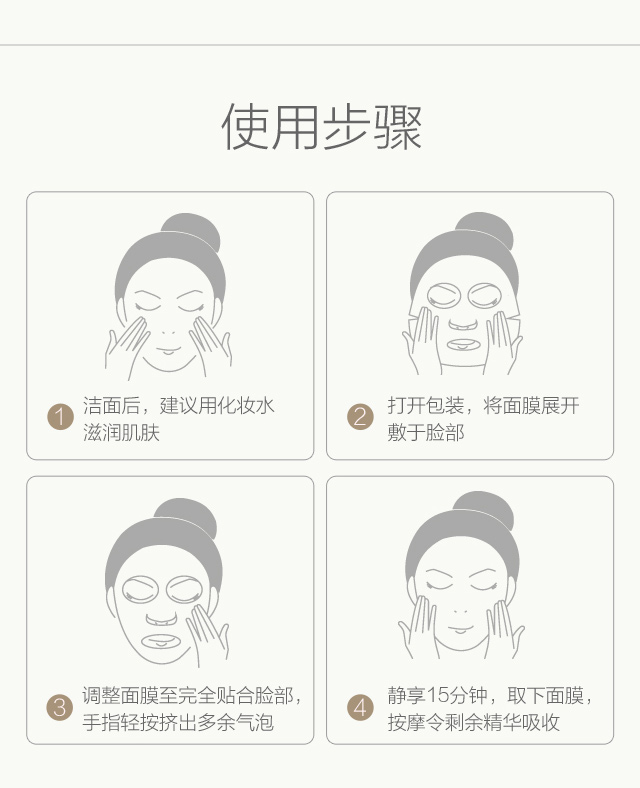 使用步骤
1 洁面后，建议用化妆水
滋润肌肤
2 打开包装，将面膜展开
敷于脸部
3 调整面膜至完全贴合脸部，
手指轻按挤出多余气泡
4 静享15分钟，取下面膜，
按摩令剩余精华吸收